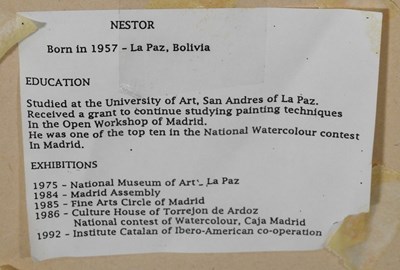 NESTOR
Born in 1957 - La Paz, Bolivia
EDUCATION
Studied at the University of Art, San Andres of La Paz.
Received a grant to continue studying painting techniques
In the Open Workshop of Madrid.
He was one of the top ten in the National Watercolour contest
In Madrid.
EXHIBITIONS
1975 - National Museum of Art - La Paz
1984 - Madrid Assembly
1985 - Fine Arts Circle of Madrid
1986 - Culture House of Torrejon de Ardoz
National contest of Watercolour, Caja Madrid
1992 - Institute Catalan of Ibero-American co-operation